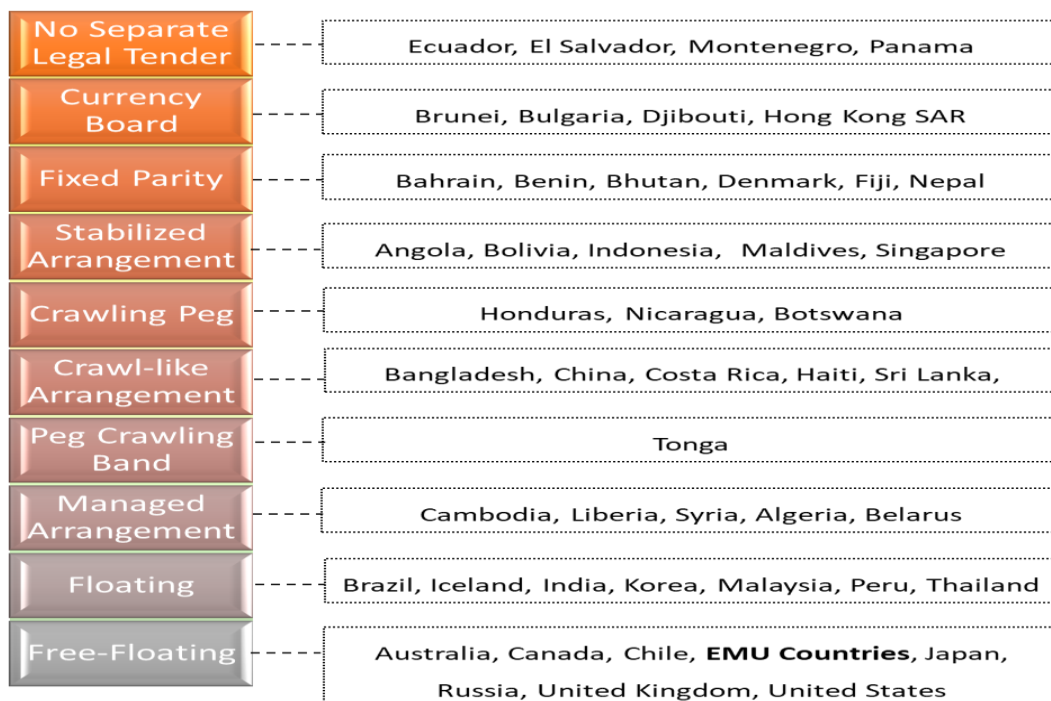 No Separate
Legal Tender
Ecuador, El Salvador, Montenegro, Panama
Currency
Board
Brunei, Bulgaria, Djibouti, Hong Kong SAR
Fixed Parity
Bahrain, Benin, Bhutan, Denmark, Fiji, Nepal
Stabilized
Arrangement
Angola, Bolivia, Indonesia, Maldives, Singapore
Crawling Peg
Honduras, Nicaragua, Botswana
Crawl-like
Arrangement
Bangladesh, China, Costa Rica, Haiti, Sri Lanka,
Peg Crawling
Band
Tonga
Managed
Arrangement
Cambodia, Liberia, Syria, Algeria, Belarus
Floating
Brazil, Iceland, India, Korea, Malaysia, Peru, Thailand
Free-Floating
Australia, Canada, Chile, EMU Countries, Japan,
Russia, United Kingdom, United States